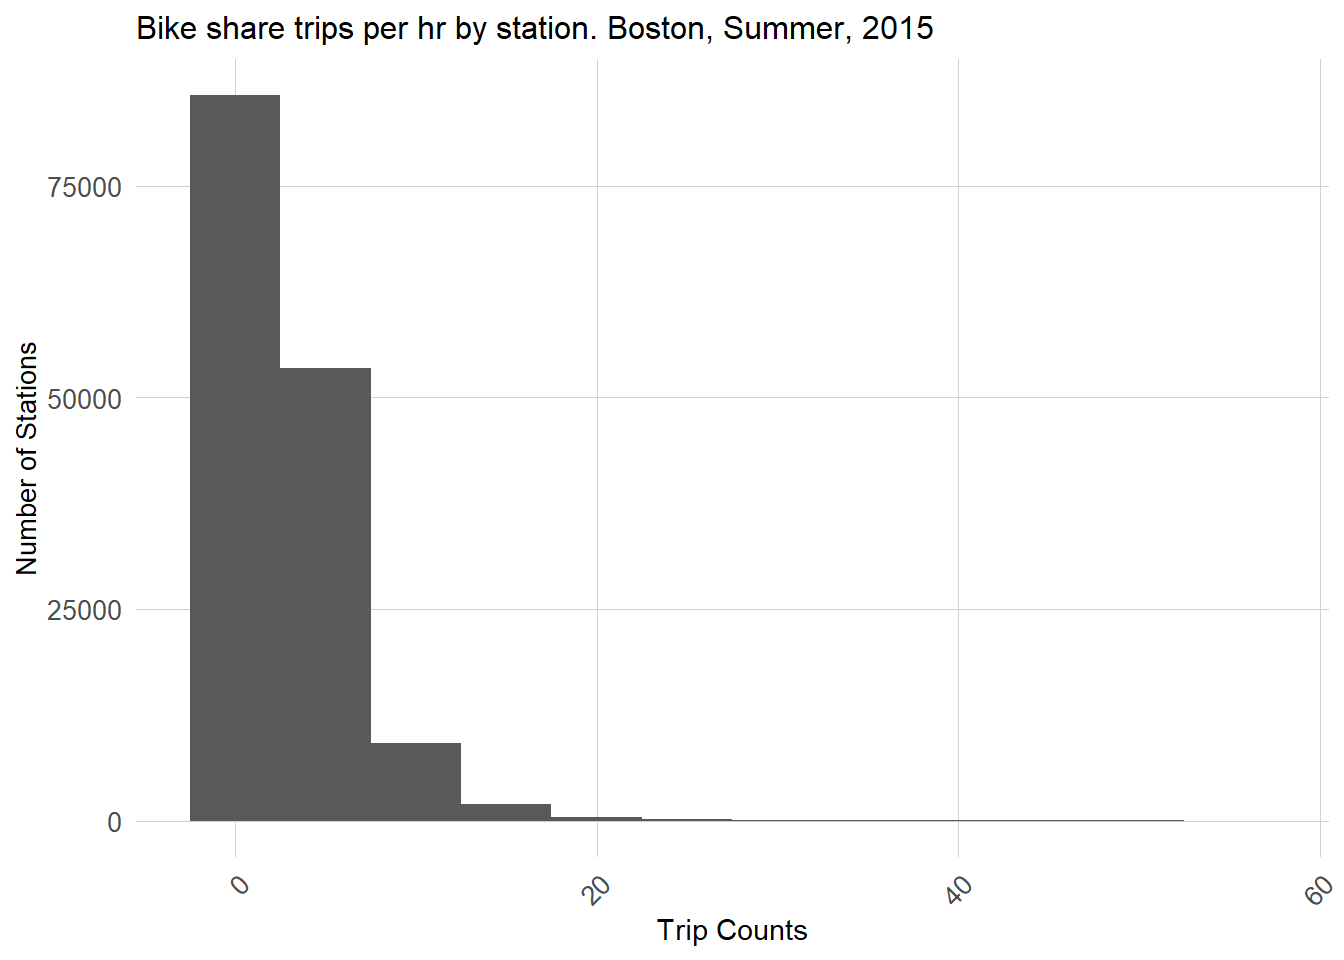 Bike share trips per hr by station. Boston, Summer, 2015
Number of Stations
75000
50000
25000
0
0
20
40
60
Trip Counts